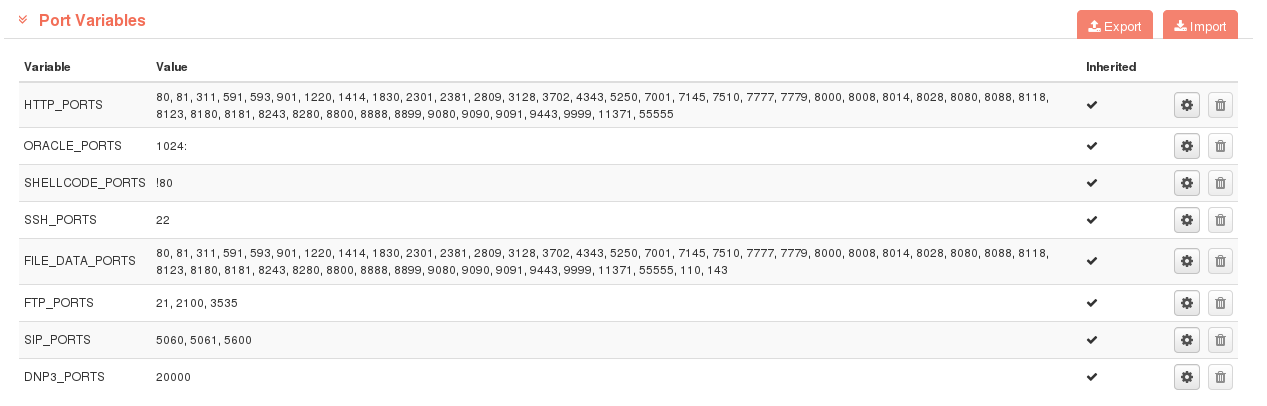 Port Variables
Export Import
Variable Value Inherited
HTTP_PORTS 80, 81, 311, 591, 593, 901, 1220, 1414, 1830, 2301, 2381, 2809, 3128, 3702, 4343, 5250, 7001, 7145, 7510, 7777, 7779, 8000, 8008, 8014, 8028, 8080, 8088, 8118,
8123, 8180, 8181, 8243, 8280, 8800, 8888, 8899, 9080, 9090, 9091, 9443, 9999, 11371, 55555
ORACLE_PORTS 1024:
SHELLCODE_PORTS !80
SSH_PORTS 22
FILE_DATA_PORTS 80, 81, 311, 591, 593, 901, 1220, 1414, 1830, 2301, 2381, 2809, 3128, 3702, 4343, 5250, 7001, 7145, 7510, 7777, 7779, 8000, 8008, 8014, 8028, 8080, 8088, 8118,
8123, 8180, 8181, 8243, 8280, 8800, 8888, 8899, 9080, 9090, 9091, 9443, 9999, 11371, 55555, 110, 143
FTP_PORTS 21, 2100, 3535
SIP_PORTS 5060, 5061, 5600
DNP3_PORTS 20000